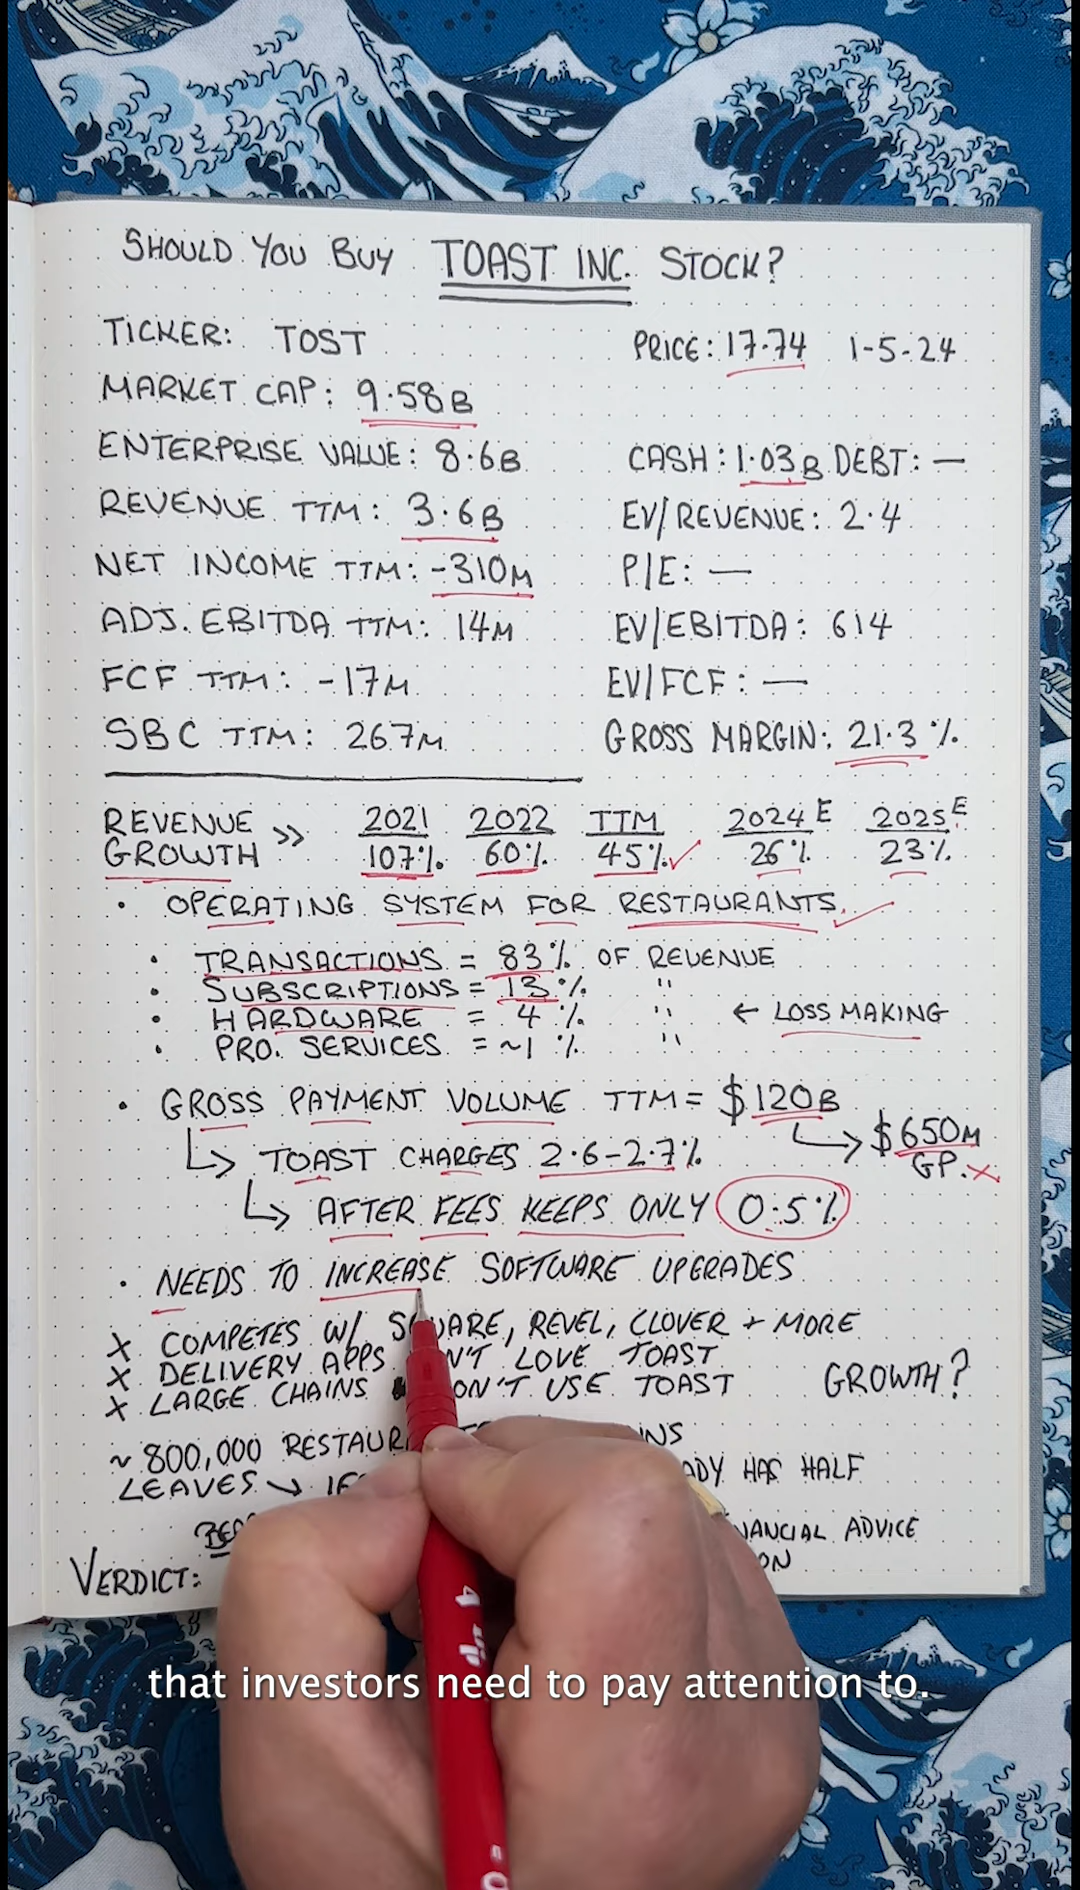 SHOULD YOU BUY TOAST INC. STOCK?
TICKER: TOST PRICE: 17.74 1-5-24
MARKET CAP: 9.58B
ENTERPRISE VALUE: 8.6B CASH: 1.03B DEBT: —
REVENUE TTM: 3.6B EV/REVENUE: 2.4
NET INCOME TTM: -310M P/E: —
ADJ. EBITDA TTM: 14M EV/EBITDA: 614
FCF TTM: -17M EV/FCF: —
SBC TTM: 267M GROSS MARGIN: 21.3%
REVENUE GROWTH >> 2021 2022 TTM 2024E 2025E
107% 60% 45% ✓ 26% 23%
• OPERATING SYSTEM FOR RESTAURANTS. ✓
• TRANSACTIONS = 83% OF REVENUE
• SUBSCRIPTIONS = 13% "
• HARDWARE = 4% " ← LOSS MAKING
• PRO. SERVICES = ~1% "
• GROSS PAYMENT VOLUME TTM = $120B
↳ $650M GP. x
↳ TOAST CHARGES 2.6-2.7%
↳ AFTER FEES KEEPS ONLY 0.5%
• NEEDS TO INCREASE SOFTWARE UPGRADES
X COMPETES W/ SQUARE, REVEL, CLOVER + MORE
X DELIVERY APPS LOVE TOAST
X LARGE CHAINS DON'T USE TOAST GROWTH?
~ 800,000
LEAVES HAS HALF
ADVICE
VERDICT:
that investors need to pay attention to.